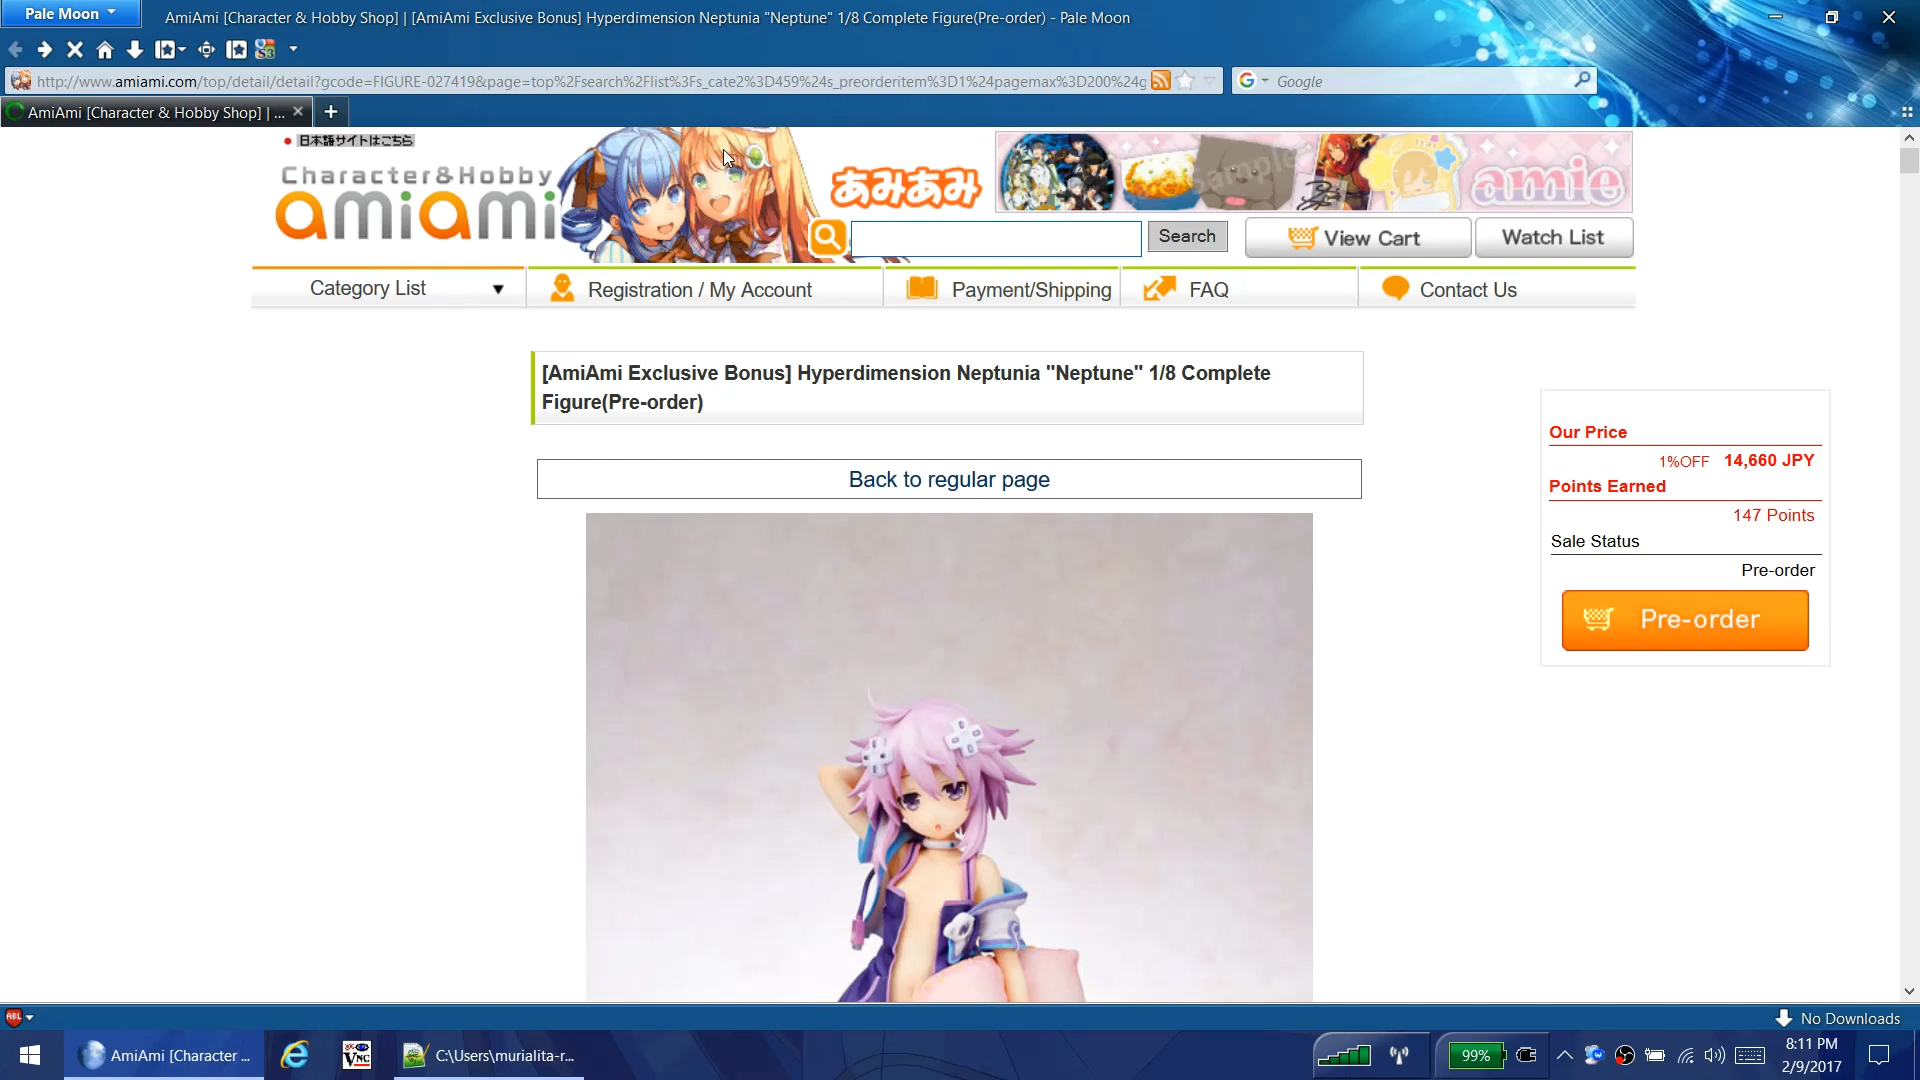 Pale Moon
AmiAmi [Character & Hobby Shop] | [AmiAmi Exclusive Bonus] Hyperdimension Neptunia "Neptune" 1/8 Complete Figure(Pre-order) - Pale Moon
http://www.amiami.com/top/detail/detail?gcode=FIGURE-027419&page=top%2Fsearch%2Flist%3Fs_cate2%3D459%24s_preorderitem%3D1%24pagemax%3D200%24g
Google
AmiAmi [Character & Hobby Shop] | ...
日本語サイトはこちら
Character&Hobby
amiami
あみあみ
Sample
amie
Search
View Cart
Watch List
Category List
Registration / My Account
Payment/Shipping
FAQ
Contact Us
[AmiAmi Exclusive Bonus] Hyperdimension Neptunia "Neptune" 1/8 Complete
Figure(Pre-order)
Back to regular page
Our Price
1%OFF 14,660 JPY
Points Earned
147 Points
Sale Status
Pre-order
Pre-order
ABL
No Downloads
AmiAmi [Character ...
VNC
C:\Users\murialita-r...
99%
8:11 PM
2/9/2017